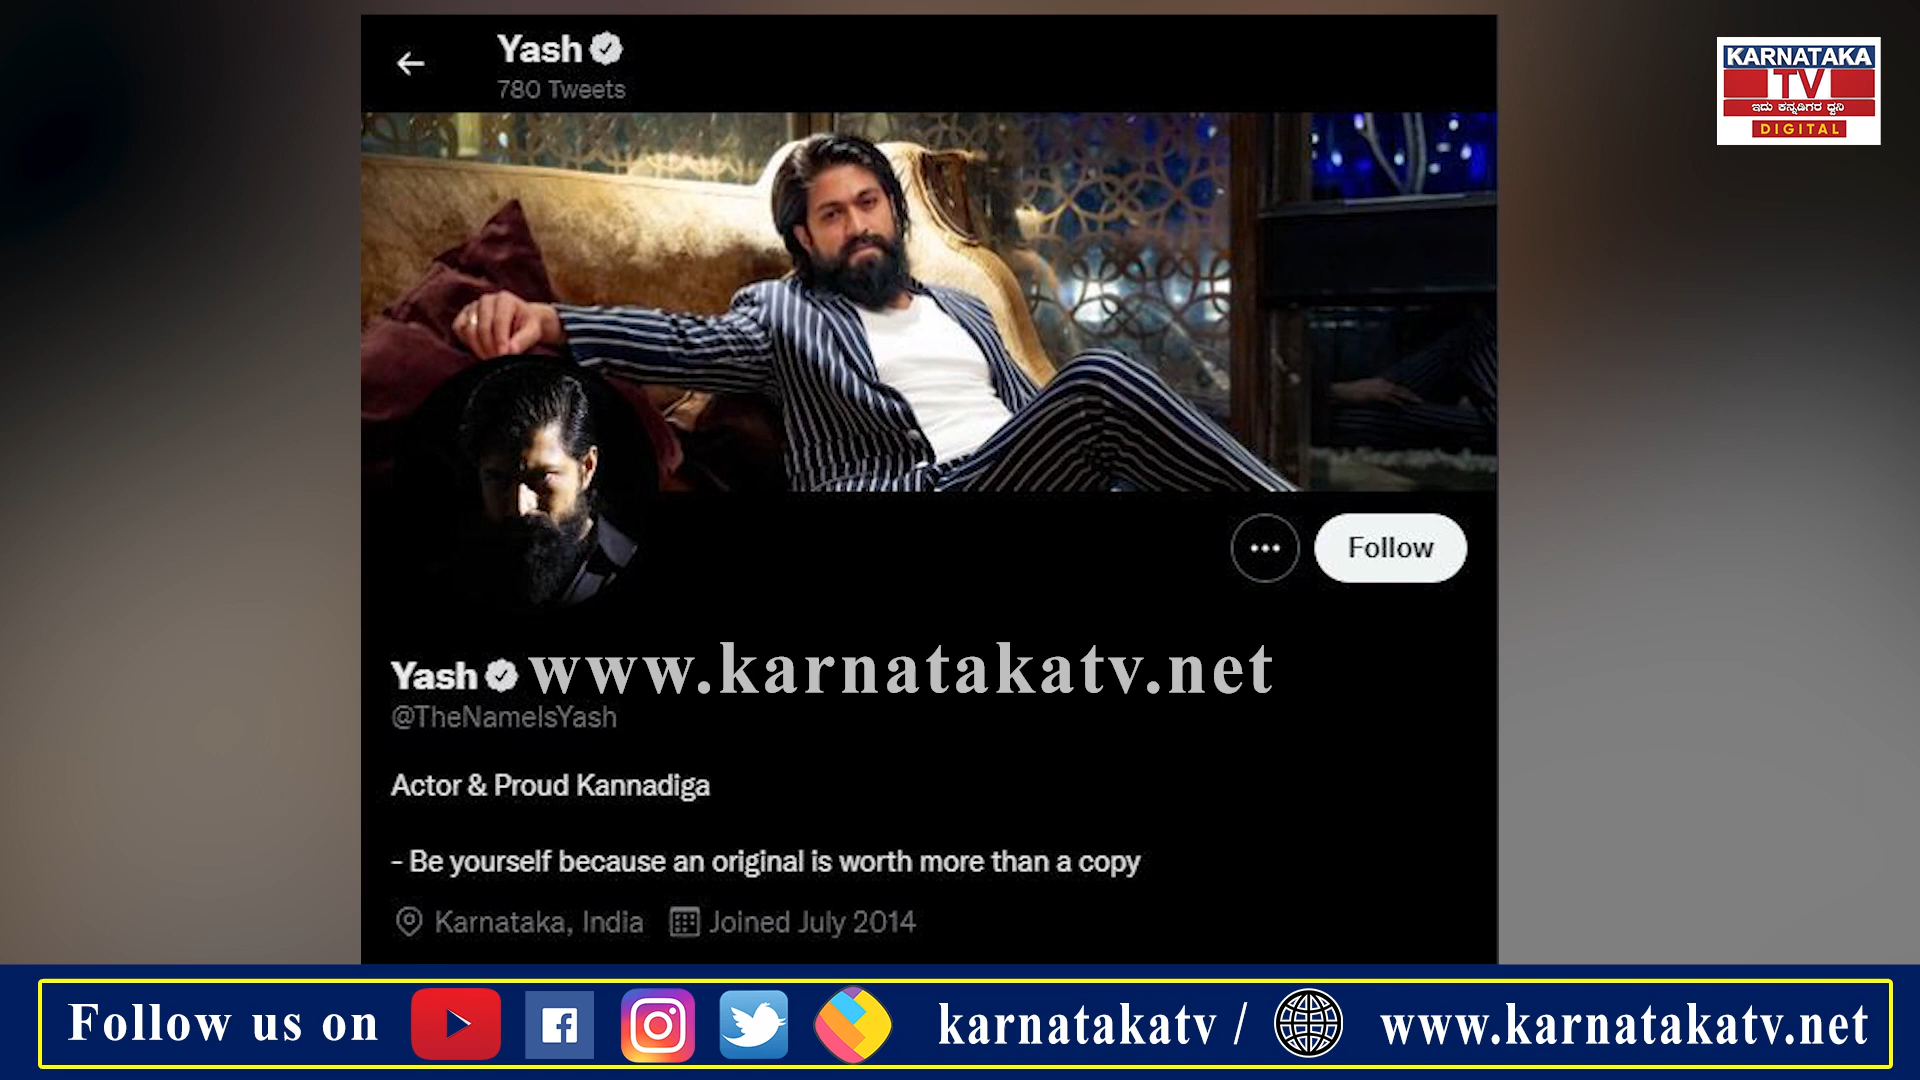 Yash
780 Tweets
KARNATAKA
TV
ಇದು ಕನ್ನಡಿಗರ ಧ್ವನಿ
DIGITAL
Follow
Yash
www.karnatakatv.net
@TheNameIsYash
Actor & Proud Kannadiga
- Be yourself because an original is worth more than a copy
Karnataka, India Joined July 2014
Follow us on karnatakatv / www.karnatakatv.net